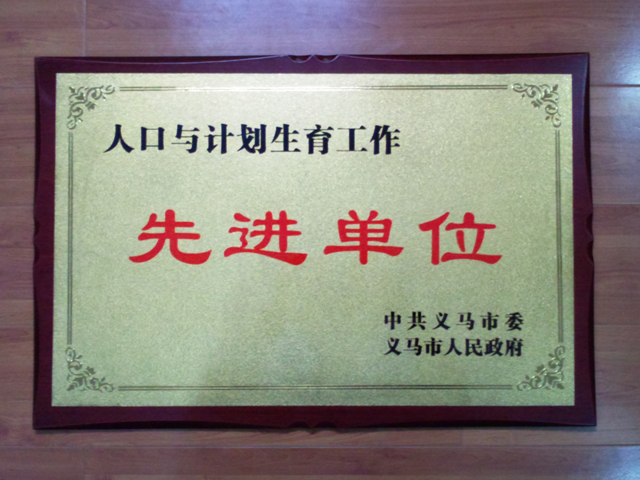 人口与计划生育工作
先进单位
中共义马市委
义马市人民政府